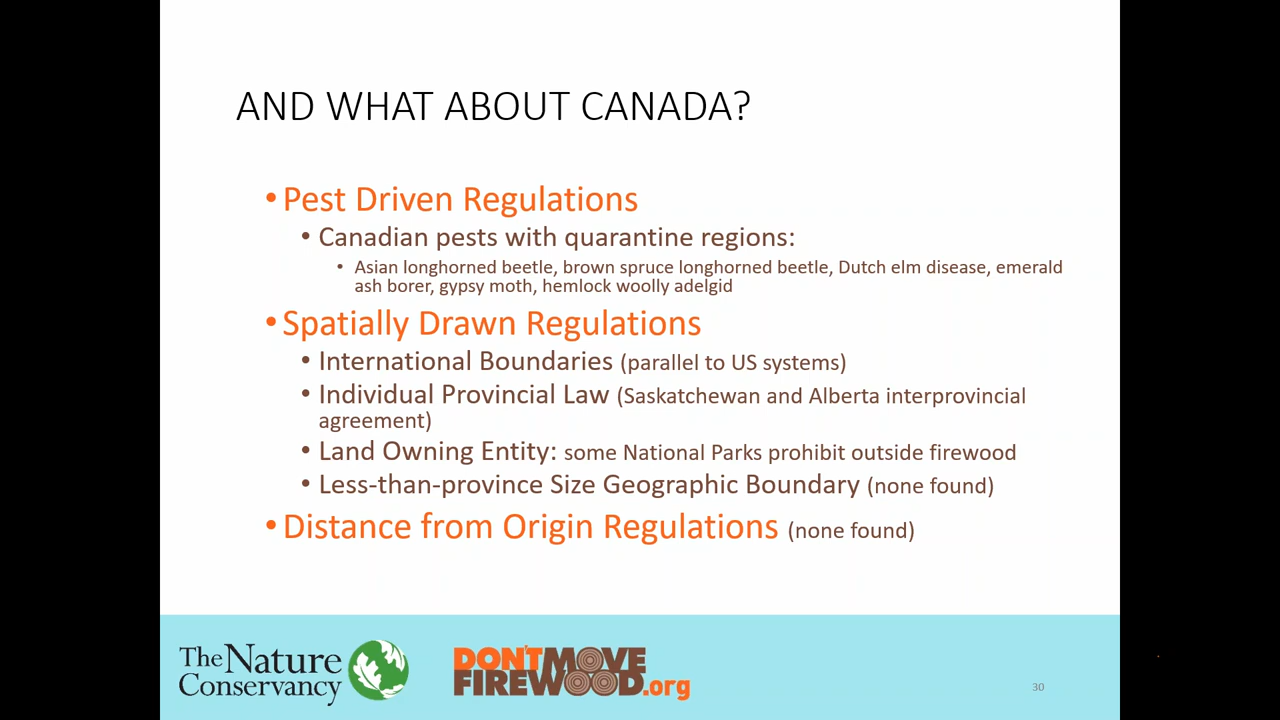 AND WHAT ABOUT CANADA?
• Pest Driven Regulations
• Canadian pests with quarantine regions:
• Asian longhorned beetle, brown spruce longhorned beetle, Dutch elm disease, emerald
ash borer, gypsy moth, hemlock woolly adelgid
• Spatially Drawn Regulations
• International Boundaries (parallel to US systems)
• Individual Provincial Law (Saskatchewan and Alberta interprovincial
agreement)
• Land Owning Entity: some National Parks prohibit outside firewood
• Less-than-province Size Geographic Boundary (none found)
• Distance from Origin Regulations (none found)
The Nature
Conservancy
DON'T MOVE
FIREWOOD.org
30